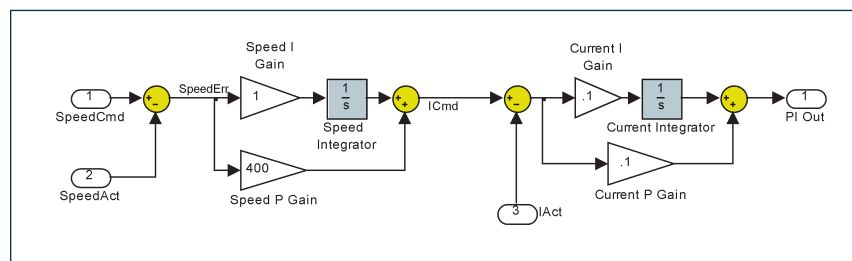 1
SpeedCmd
2
SpeedAct
+
-
SpeedErr
Speed I
Gain
1
1
s
Speed
Integrator
400
Speed P Gain
+
+
ICmd
+
-
3
IAct
Current I
Gain
.1
1
s
Current Integrator
.1
Current P Gain
+
+
1
PI Out